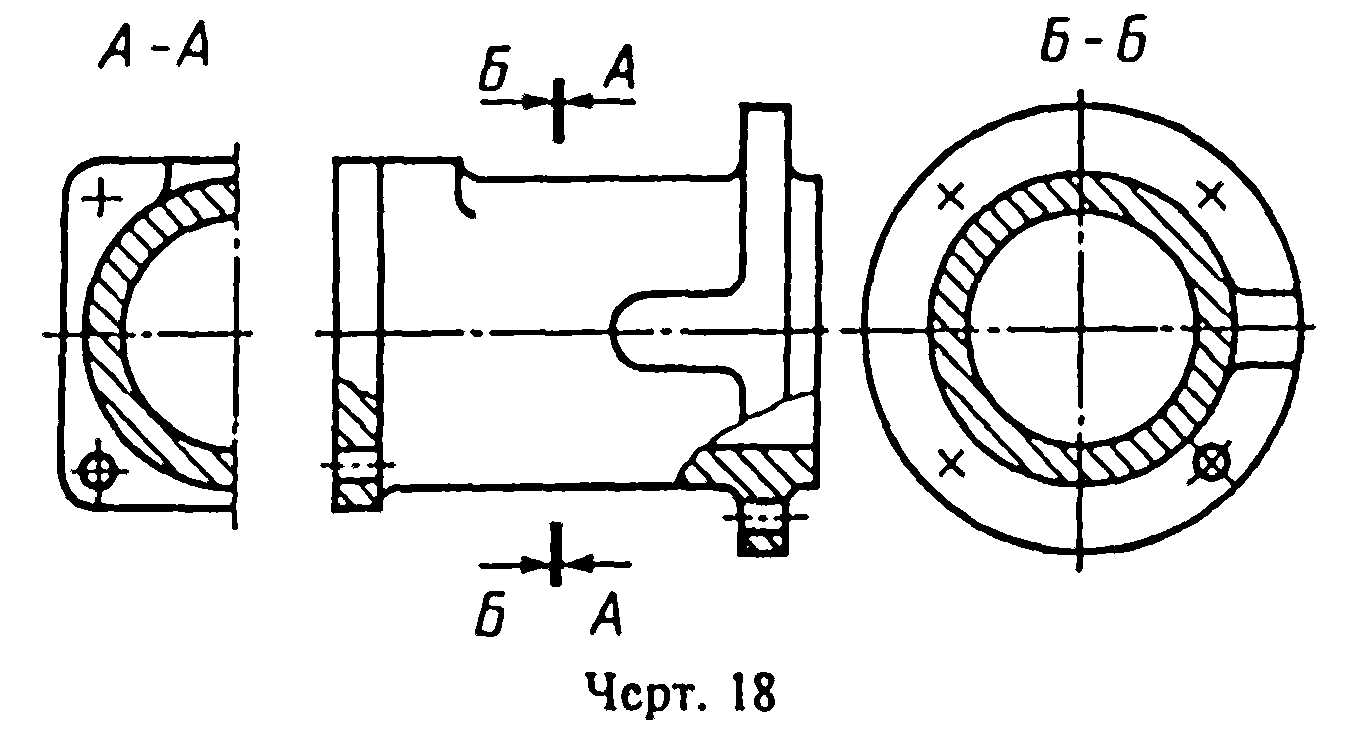 А - А
Б А
Б - Б
Б А
Черт. 18